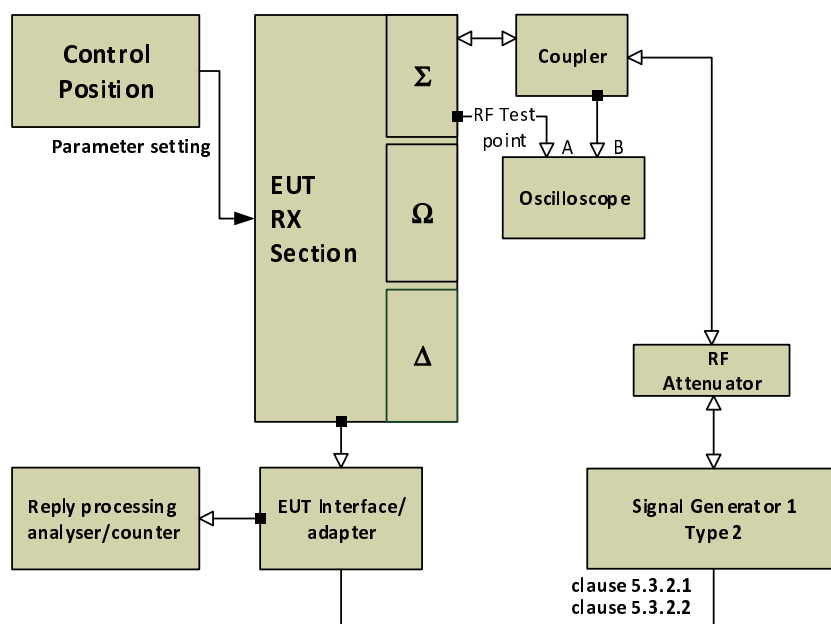 Control
Position
Parameter setting
EUT
RX
Section
Σ
Ω
Δ
Coupler
RF Test
point
A
B
Oscilloscope
RF
Attenuator
Reply processing
analyser/counter
EUT Interface/
adapter
Signal Generator 1
Type 2
clause 5.3.2.1
clause 5.3.2.2